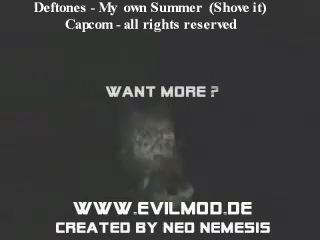 Deftones - My own Summer (Shove it)
Capcom - all rights reserved
WANT MORE ?
WWW.EVILMOD.DE
CREATED BY NEO NEMESIS